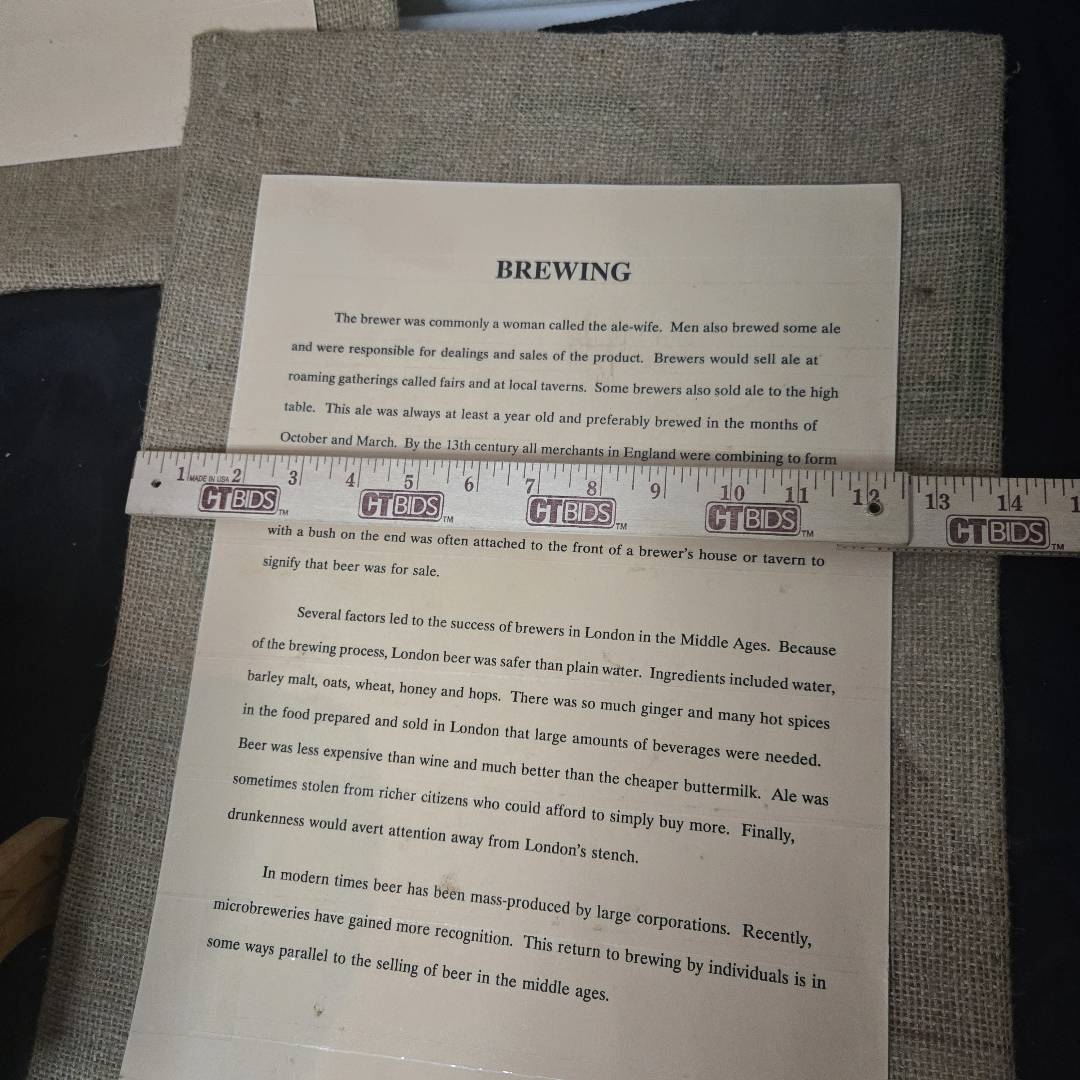 BREWING
The brewer was commonly a woman called the ale-wife. Men also brewed some ale
and were responsible for dealings and sales of the product. Brewers would sell ale at
roaming gatherings called fairs and at local taverns. Some brewers also sold ale to the high
table. This ale was always at least a year old and preferably brewed in the months of
October and March. By the 13th century all merchants in England were combining to form
1 MADE IN USA 2 3 4 5 6 7 8 9 10 11 12 13 14 1
CTBIDS™ CTBIDS™ CTBIDS™ CTBIDS™ CTBIDS™
with a bush on the end was often attached to the front of a brewer's house or tavern to
signify that beer was for sale.
Several factors led to the success of brewers in London in the Middle Ages. Because
of the brewing process, London beer was safer than plain water. Ingredients included water,
barley malt, oats, wheat, honey and hops. There was so much ginger and many hot spices
in the food prepared and sold in London that large amounts of beverages were needed.
Beer was less expensive than wine and much better than the cheaper buttermilk. Ale was
sometimes stolen from richer citizens who could afford to simply buy more. Finally,
drunkenness would avert attention away from London's stench.
In modern times beer has been mass-produced by large corporations. Recently,
microbreweries have gained more recognition. This return to brewing by individuals is in
some ways parallel to the selling of beer in the middle ages.